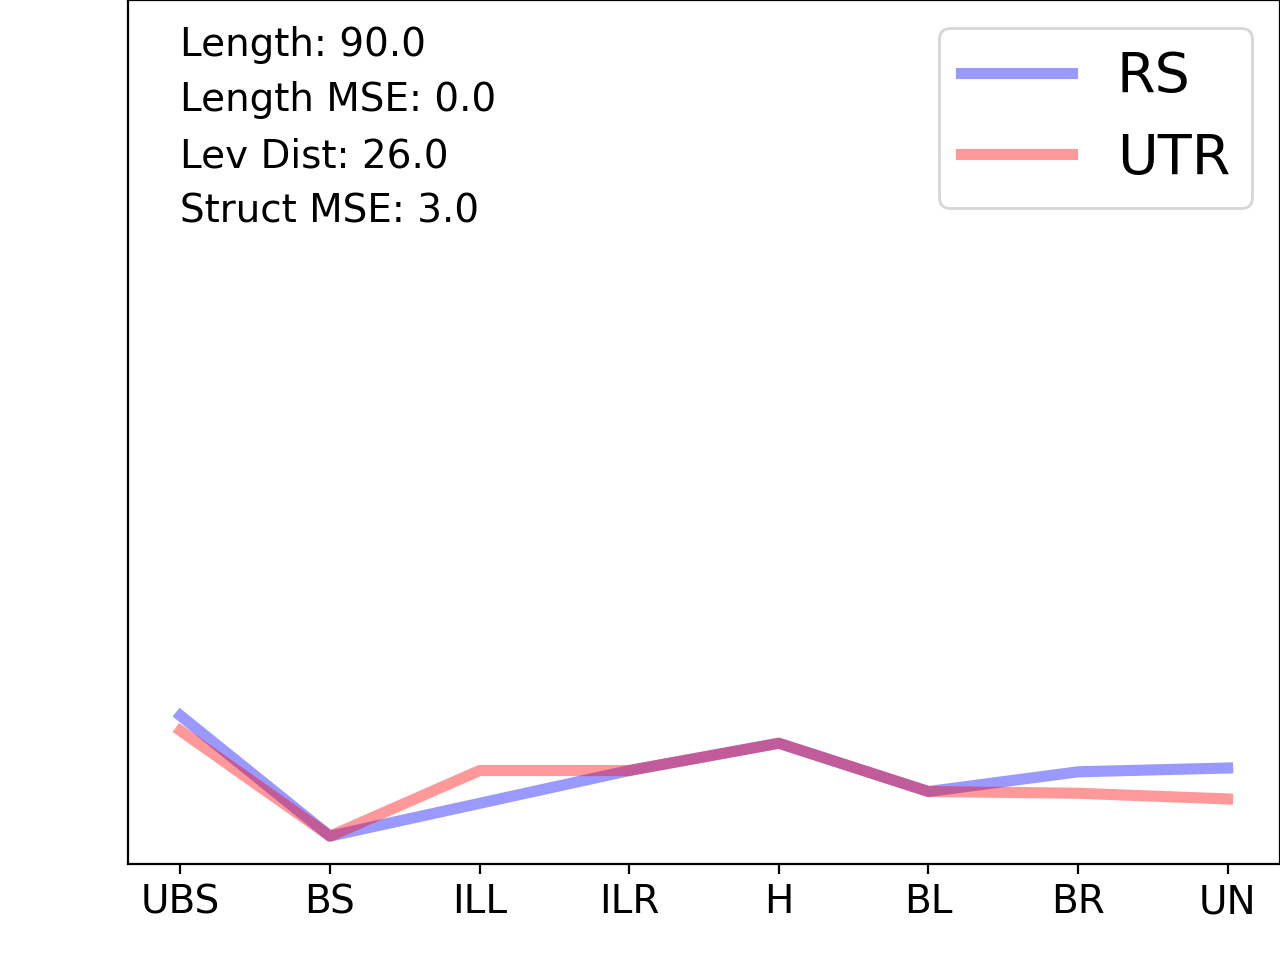 Length: 90.0
Length MSE: 0.0
Lev Dist: 26.0
Struct MSE: 3.0
RS
UTR
UBS BS ILL ILR H BL BR UN